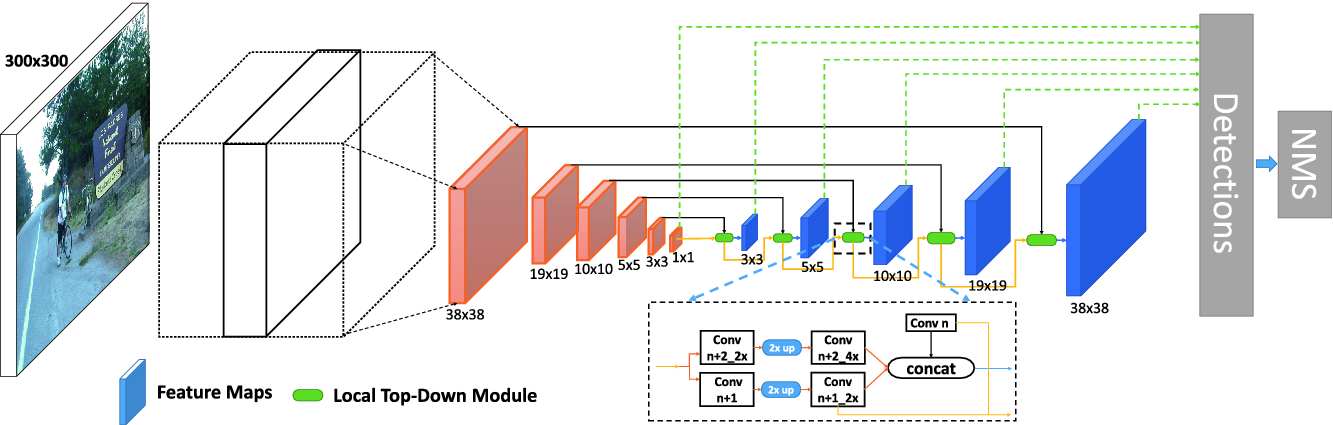 300x300
38x38
19x19
10x10
5x5
3x3
1x1
3x3
5x5
10x10
19x19
38x38
Detections
NMS
Conv
n+2_2x
2x up
Conv
n+2_4x
Conv n
Conv
n+1
2x up
Conv
n+1_2x
concat
Feature Maps
Local Top-Down Module